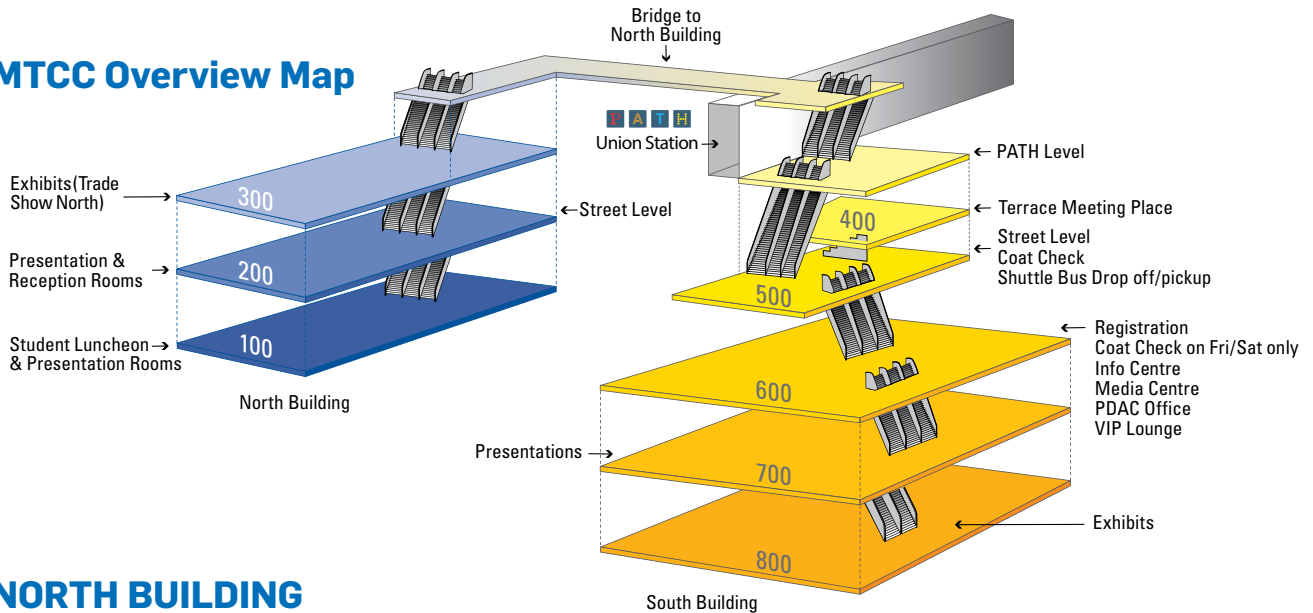 MTCC Overview Map
Bridge to
North Building
PATH
Union Station
PATH Level
Exhibits(Trade
Show North)
300
Street Level
400
Terrace Meeting Place
Street Level
Coat Check
Shuttle Bus Drop off/pickup
Presentation &
Reception Rooms
200
500
Student Luncheon
& Presentation Rooms
100
North Building
Registration
Coat Check on Fri/Sat only
Info Centre
Media Centre
PDAC Office
VIP Lounge
600
Presentations
700
Exhibits
800
South Building
NORTH BUILDING